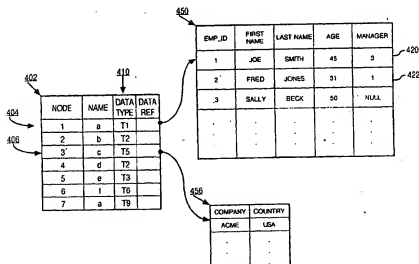 450
EMP_ID FIRST NAME LAST NAME AGE MANAGER
1 JOE SMITH 45 3 420
2 FRED JONES 31 1 422
3 SALLY BECK 50 NULL
402 410
NODE NAME DATA TYPE DATA REF
404 1 a T1
2 b T2
406 3 c T5
4 d T2
5 e T3
6 f T6
7 a T9
456
COMPANY COUNTRY
ACME USA